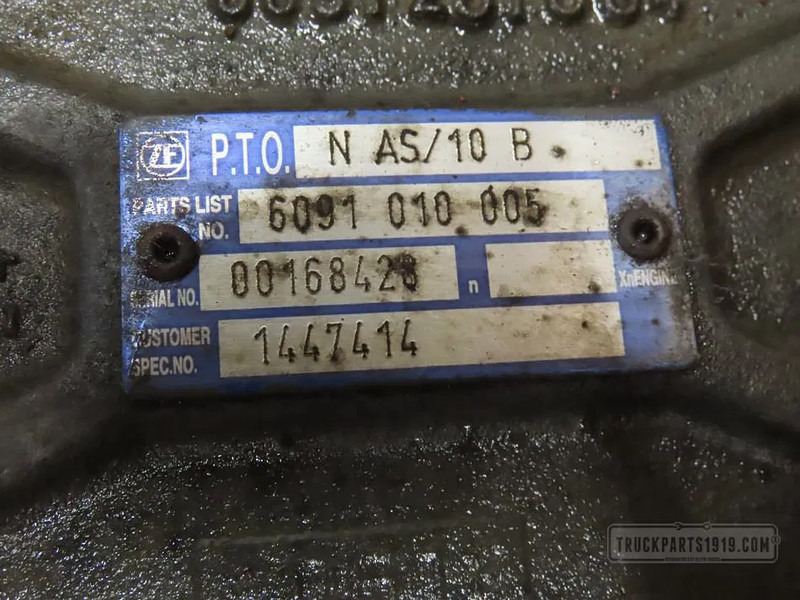 ZF P.T.O. N AS/10 B
PARTS LIST NO. 6091 010 005
SERIAL NO. 00168428 n XnENGINE
CUSTOMER SPEC.NO. 1447414
TRUCKPARTS1919.COM